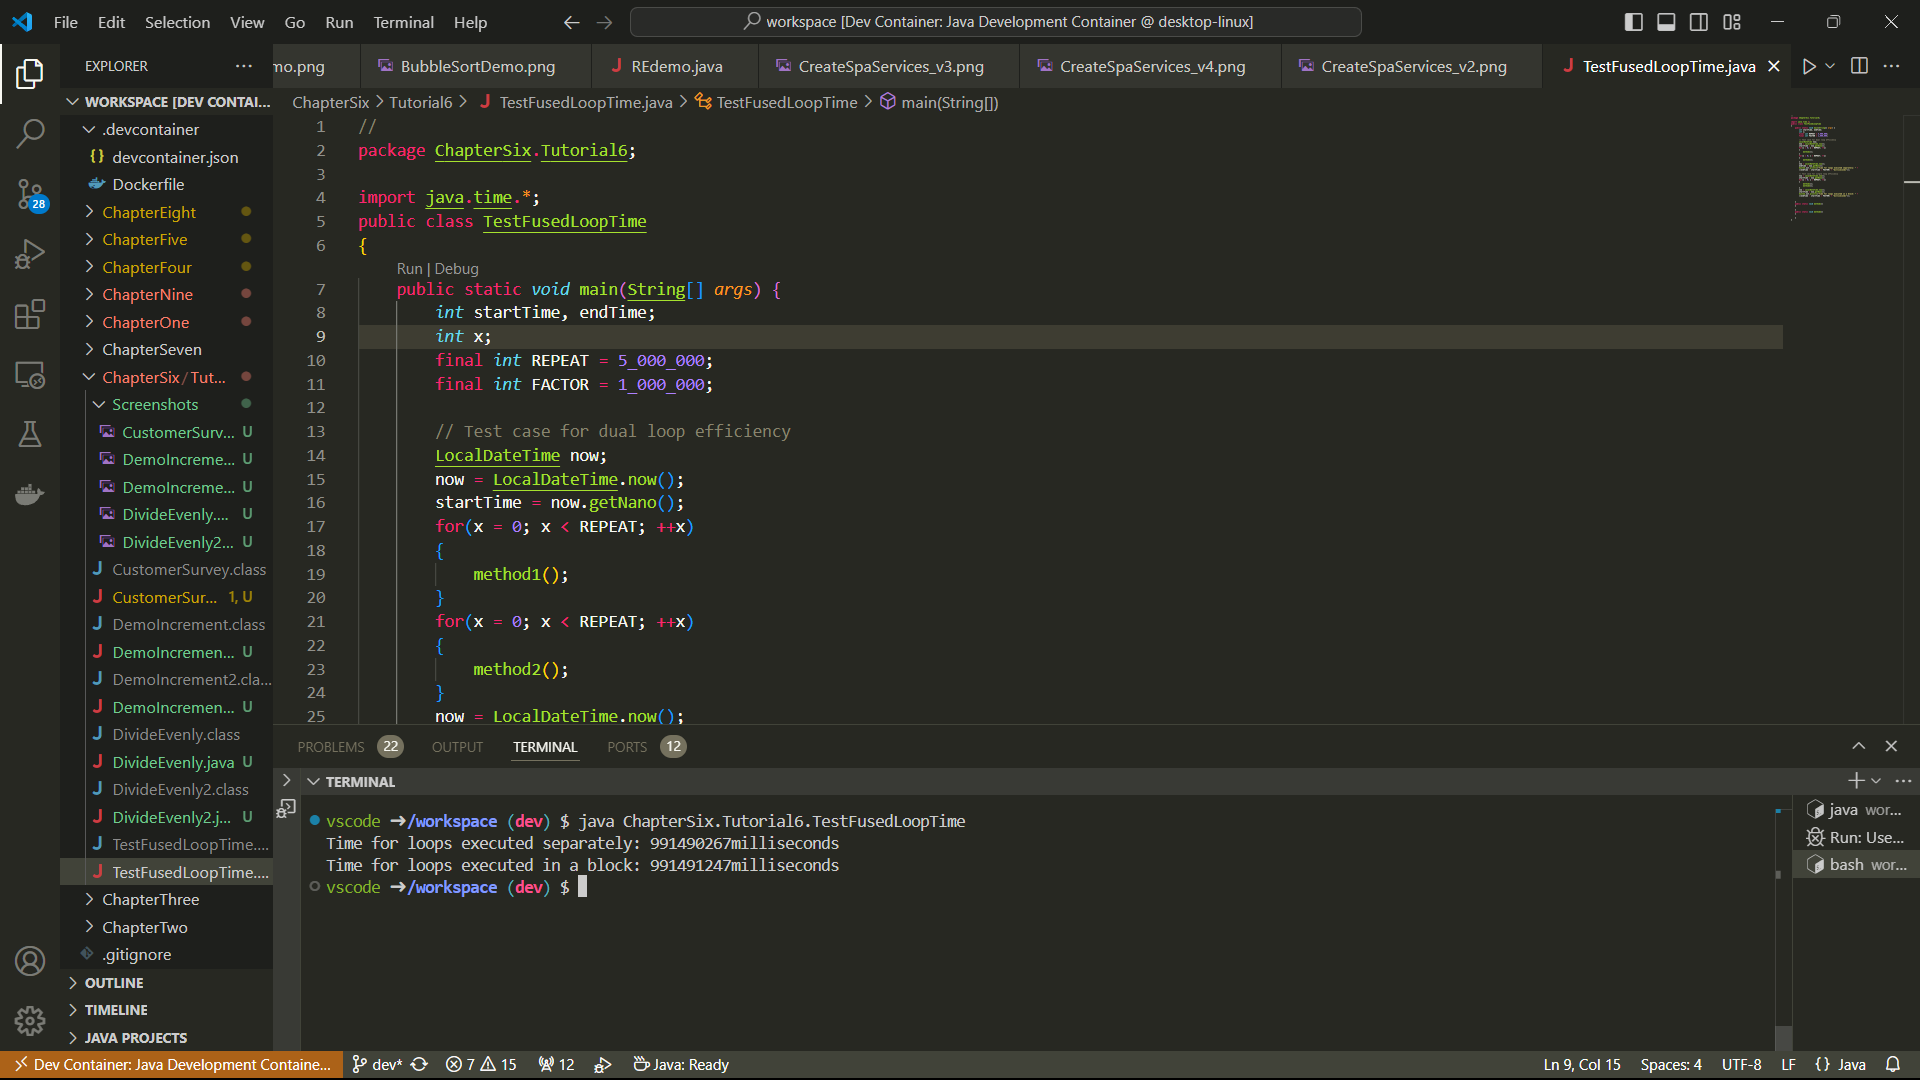 File Edit Selection View Go Run Terminal Help
workspace [Dev Container: Java Development Container @ desktop-linux]
EXPLORER
mo.png
BubbleSortDemo.png
REdemo.java
CreateSpaServices_v3.png
CreateSpaServices_v4.png
CreateSpaServices_v2.png
TestFusedLoopTime.java
WORKSPACE [DEV CONTAI...
.devcontainer
devcontainer.json
Dockerfile
ChapterEight
ChapterFive
ChapterFour
ChapterNine
ChapterOne
ChapterSeven
ChapterSix/Tut...
Screenshots
CustomerSurv... U
DemoIncreme... U
DemoIncreme... U
DivideEvenly.... U
DivideEvenly2... U
CustomerSurvey.class
CustomerSur... 1, U
DemoIncrement.class
DemoIncremen... U
DemoIncrement2.cla...
DemoIncremen... U
DivideEvenly.class
DivideEvenly.java U
DivideEvenly2.class
DivideEvenly2.j... U
TestFusedLoopTime....
TestFusedLoopTime....
ChapterThree
ChapterTwo
.gitignore
OUTLINE
TIMELINE
JAVA PROJECTS
28
ChapterSix > Tutorial6 > TestFusedLoopTime.java > TestFusedLoopTime > main(String[])
1 //
2 package ChapterSix.Tutorial6;
3
4 import java.time.*;
5 public class TestFusedLoopTime
6 {
Run | Debug
7 public static void main(String[] args) {
8 int startTime, endTime;
9 int x;
10 final int REPEAT = 5_000_000;
11 final int FACTOR = 1_000_000;
12
13 // Test case for dual loop efficiency
14 LocalDateTime now;
15 now = LocalDateTime.now();
16 startTime = now.getNano();
17 for(x = 0; x < REPEAT; ++x)
18 {
19 method1();
20 }
21 for(x = 0; x < REPEAT; ++x)
22 {
23 method2();
24 }
25 now = LocalDateTime.now();
PROBLEMS 22 OUTPUT TERMINAL PORTS 12
TERMINAL
vscode ➜/workspace (dev) $ java ChapterSix.Tutorial6.TestFusedLoopTime
Time for loops executed separately: 991490267milliseconds
Time for loops executed in a block: 991491247milliseconds
vscode ➜/workspace (dev) $
java wor...
Run: Use...
bash wor...
Dev Container: Java Development Containe... dev* 7 15 12 Java: Ready
Ln 9, Col 15 Spaces: 4 UTF-8 LF {} Java